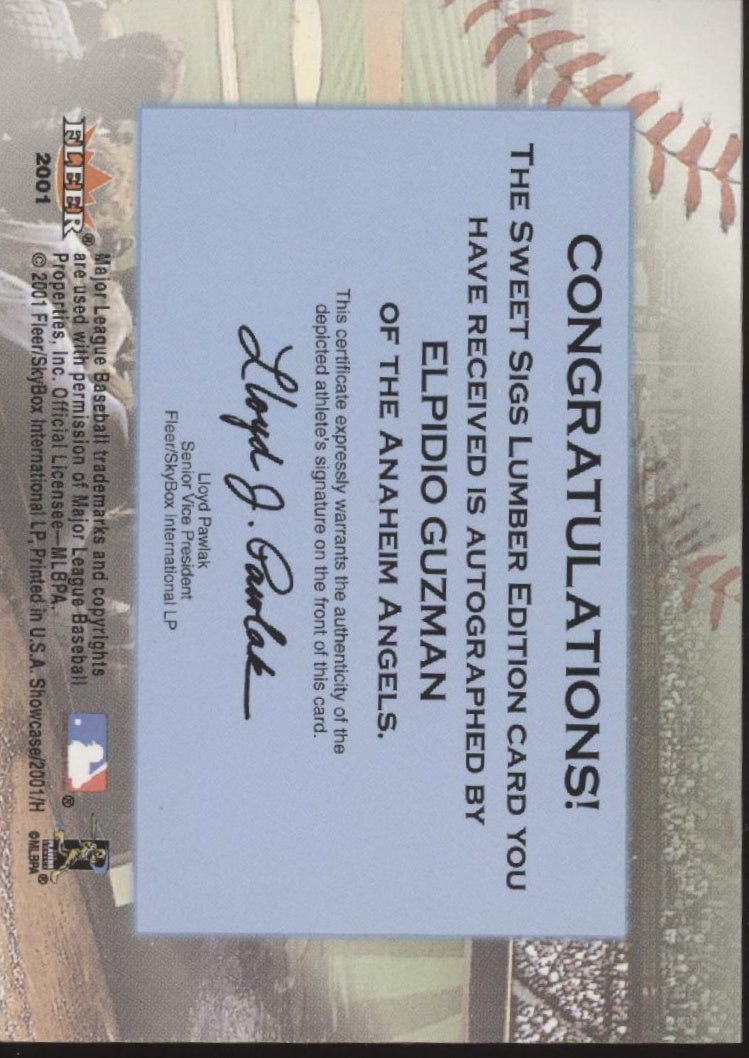 CONGRATULATIONS!
THE SWEET SIGS LUMBER EDITION CARD YOU
HAVE RECEIVED IS AUTOGRAPHED BY
ELPIDIO GUZMAN
OF THE ANAHEIM ANGELS.
This certificate expressly warrants the authenticity of the
depicted athlete's signature on the front of this card.
Lloyd J. Pawlak
Lloyd Pawlak
Senior Vice President
Fleer/SkyBox International LP
FLEER®
2001
Major League Baseball trademarks and copyrights
are used with permission of Major League Baseball
Properties, Inc. Official Licensee—MLBPA.
© 2001 Fleer/SkyBox International LP, Printed in U.S.A. Showcase/2001/H
®
®
©MLBPA